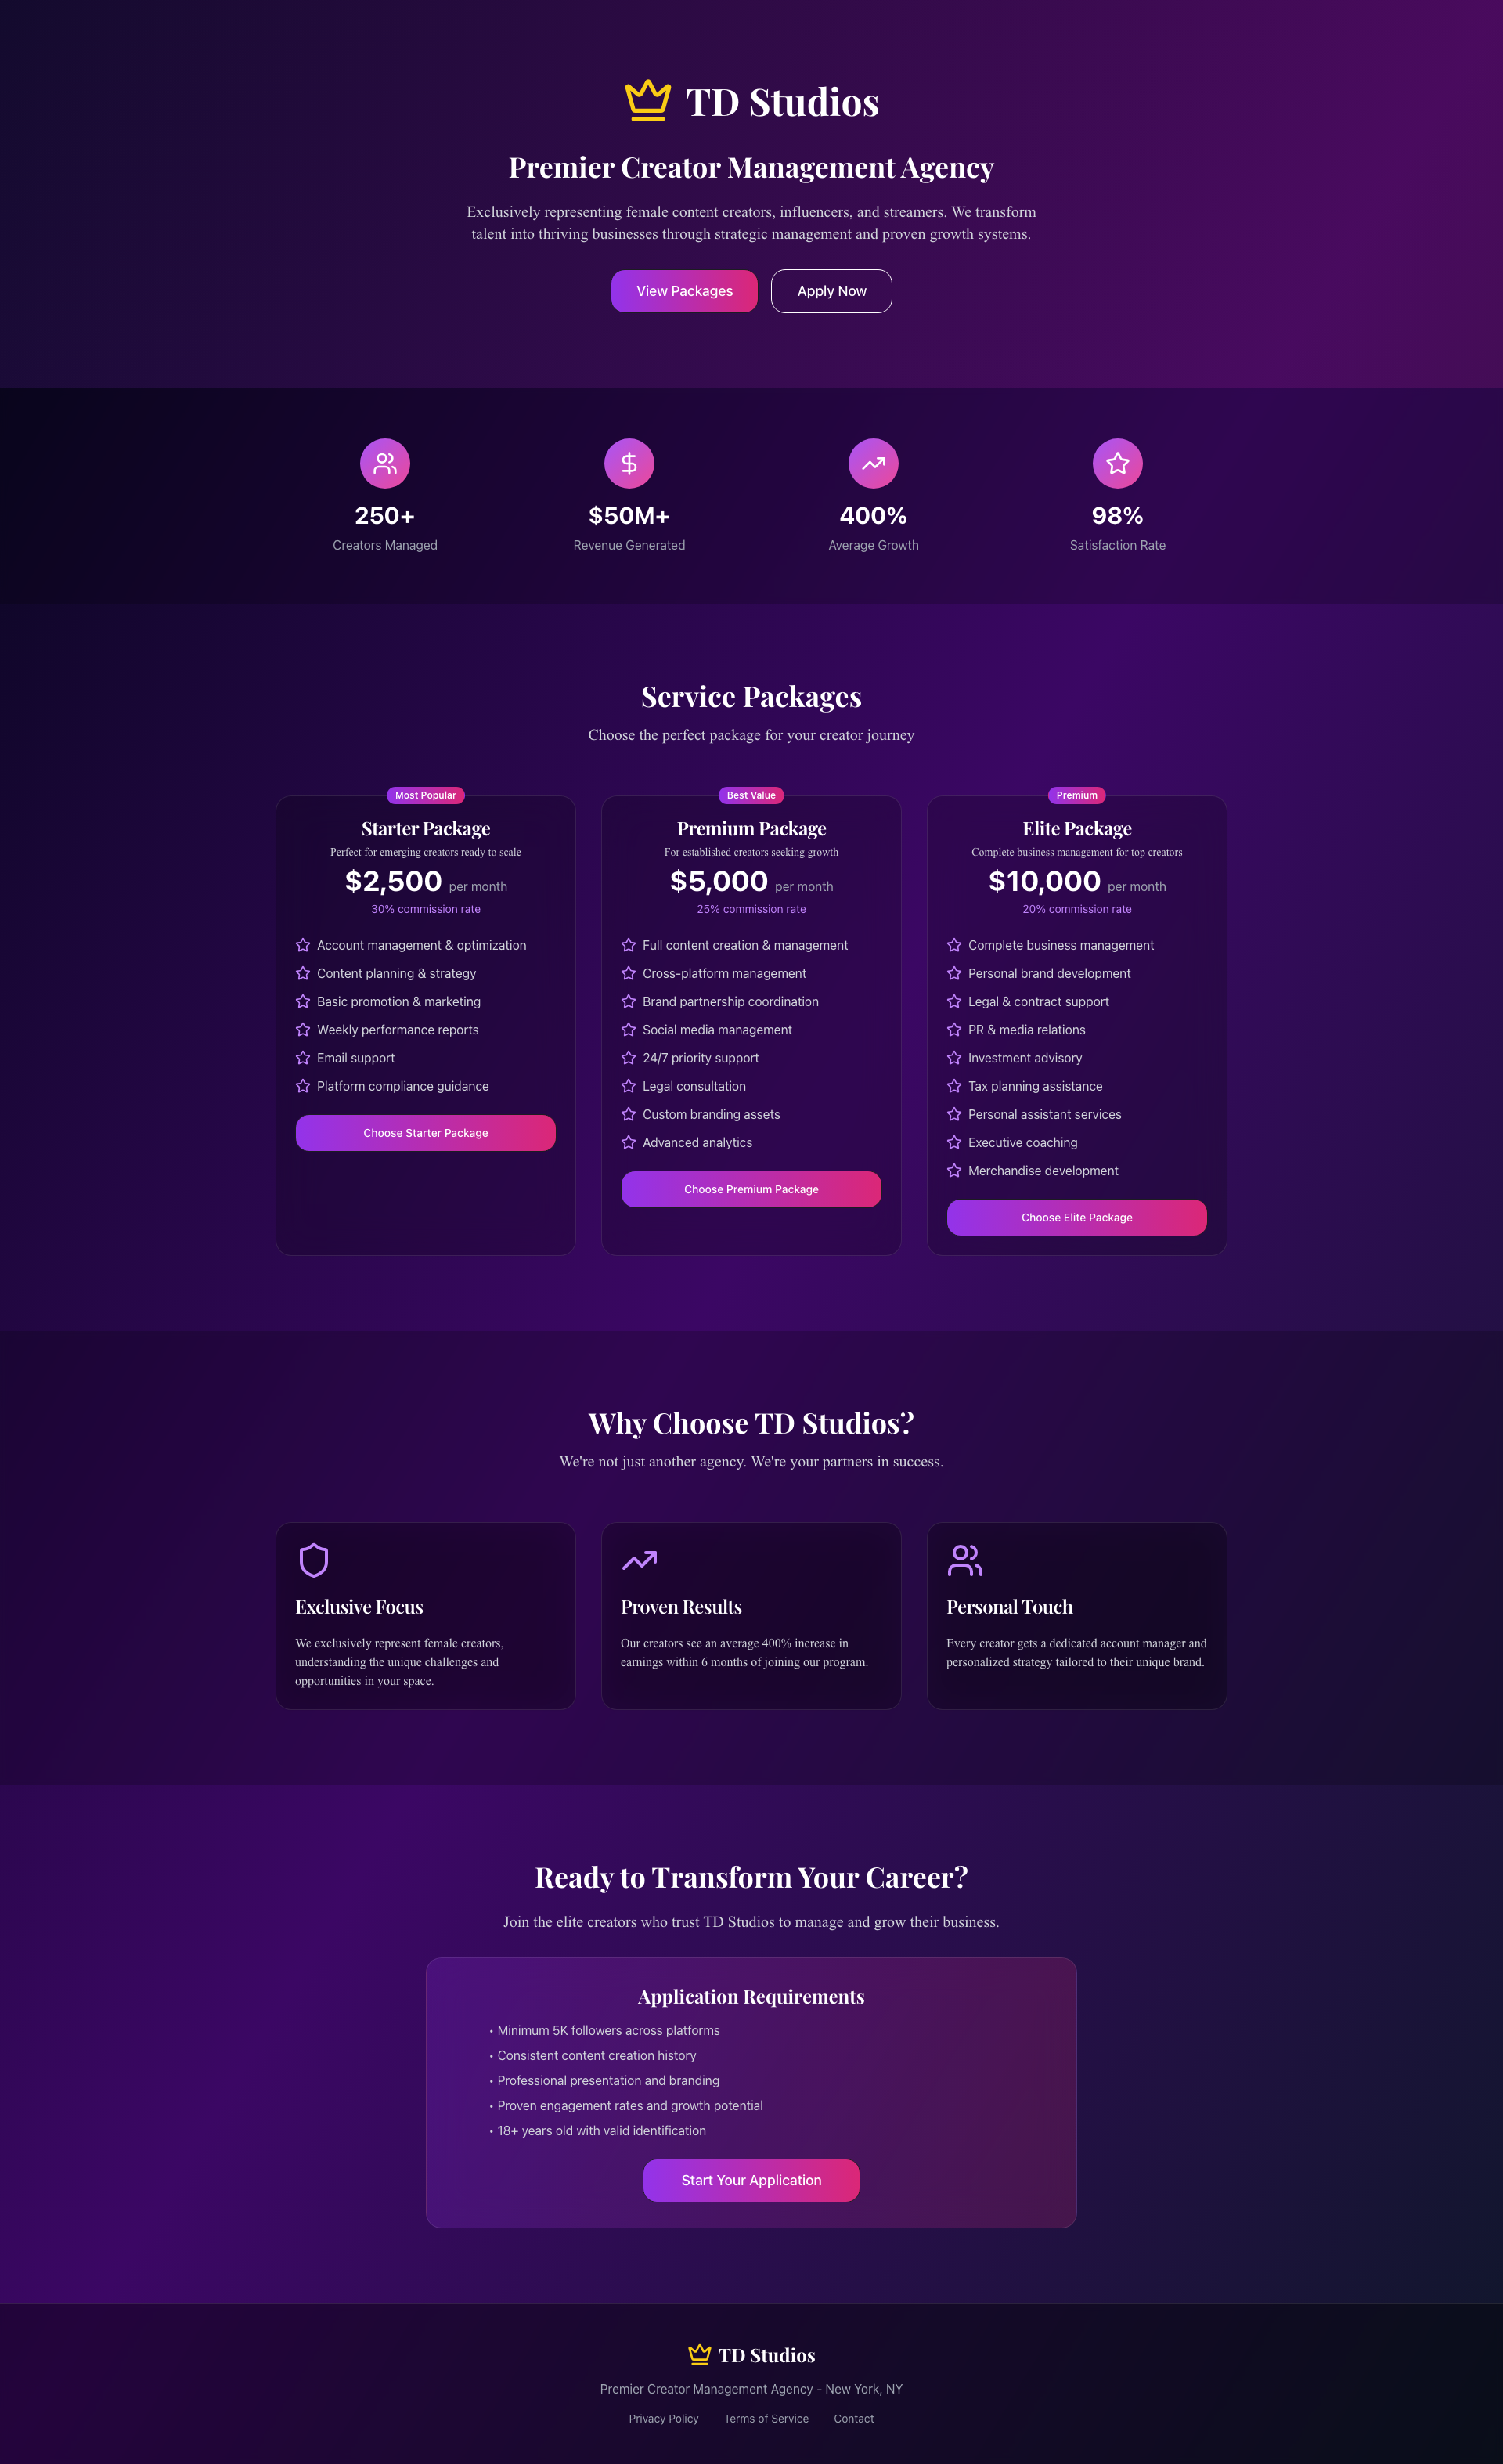 TD Studios
Premier Creator Management Agency
Exclusively representing female content creators, influencers, and streamers. We transform
talent into thriving businesses through strategic management and proven growth systems.
View Packages
Apply Now
250+
Creators Managed
$50M+
Revenue Generated
400%
Average Growth
98%
Satisfaction Rate
Service Packages
Choose the perfect package for your creator journey
Most Popular
Starter Package
Perfect for emerging creators ready to scale
$2,500 per month
30% commission rate
Account management & optimization
Content planning & strategy
Basic promotion & marketing
Weekly performance reports
Email support
Platform compliance guidance
Choose Starter Package
Best Value
Premium Package
For established creators seeking growth
$5,000 per month
25% commission rate
Full content creation & management
Cross-platform management
Brand partnership coordination
Social media management
24/7 priority support
Legal consultation
Custom branding assets
Advanced analytics
Choose Premium Package
Premium
Elite Package
Complete business management for top creators
$10,000 per month
20% commission rate
Complete business management
Personal brand development
Legal & contract support
PR & media relations
Investment advisory
Tax planning assistance
Personal assistant services
Executive coaching
Merchandise development
Choose Elite Package
Why Choose TD Studios?
We're not just another agency. We're your partners in success.
Exclusive Focus
We exclusively represent female creators,
understanding the unique challenges and
opportunities in your space.
Proven Results
Our creators see an average 400% increase in
earnings within 6 months of joining our program.
Personal Touch
Every creator gets a dedicated account manager and
personalized strategy tailored to their unique brand.
Ready to Transform Your Career?
Join the elite creators who trust TD Studios to manage and grow their business.
Application Requirements
• Minimum 5K followers across platforms
• Consistent content creation history
• Professional presentation and branding
• Proven engagement rates and growth potential
• 18+ years old with valid identification
Start Your Application
TD Studios
Premier Creator Management Agency - New York, NY
Privacy Policy
Terms of Service
Contact